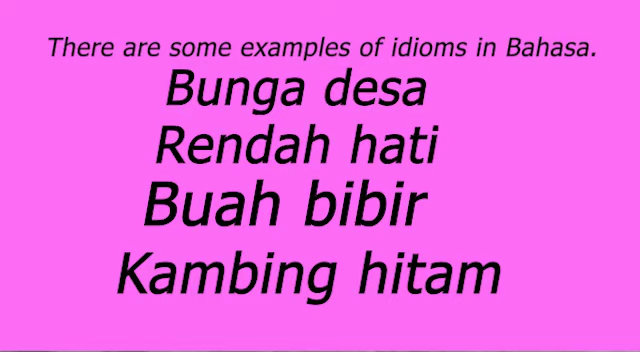 There are some examples of idioms in Bahasa.
Bunga desa
Rendah hati
Buah bibir
Kambing hitam